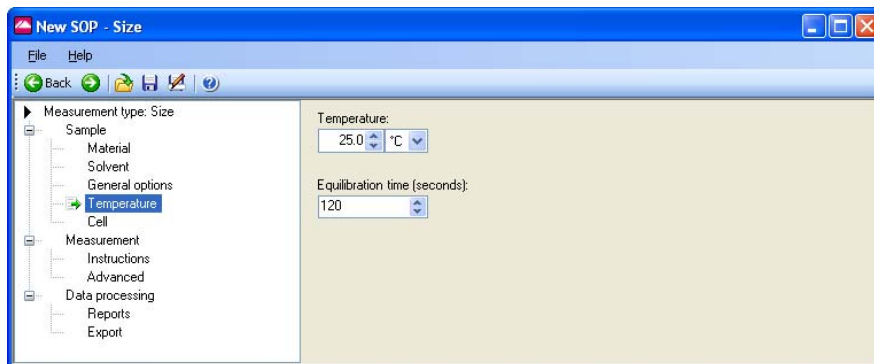 New SOP - Size
File Help
Back
Measurement type: Size
Sample
Material
Solvent
General options
Temperature
Cell
Measurement
Instructions
Advanced
Data processing
Reports
Export
Temperature:
25.0 °C
Equilibration time (seconds):
120